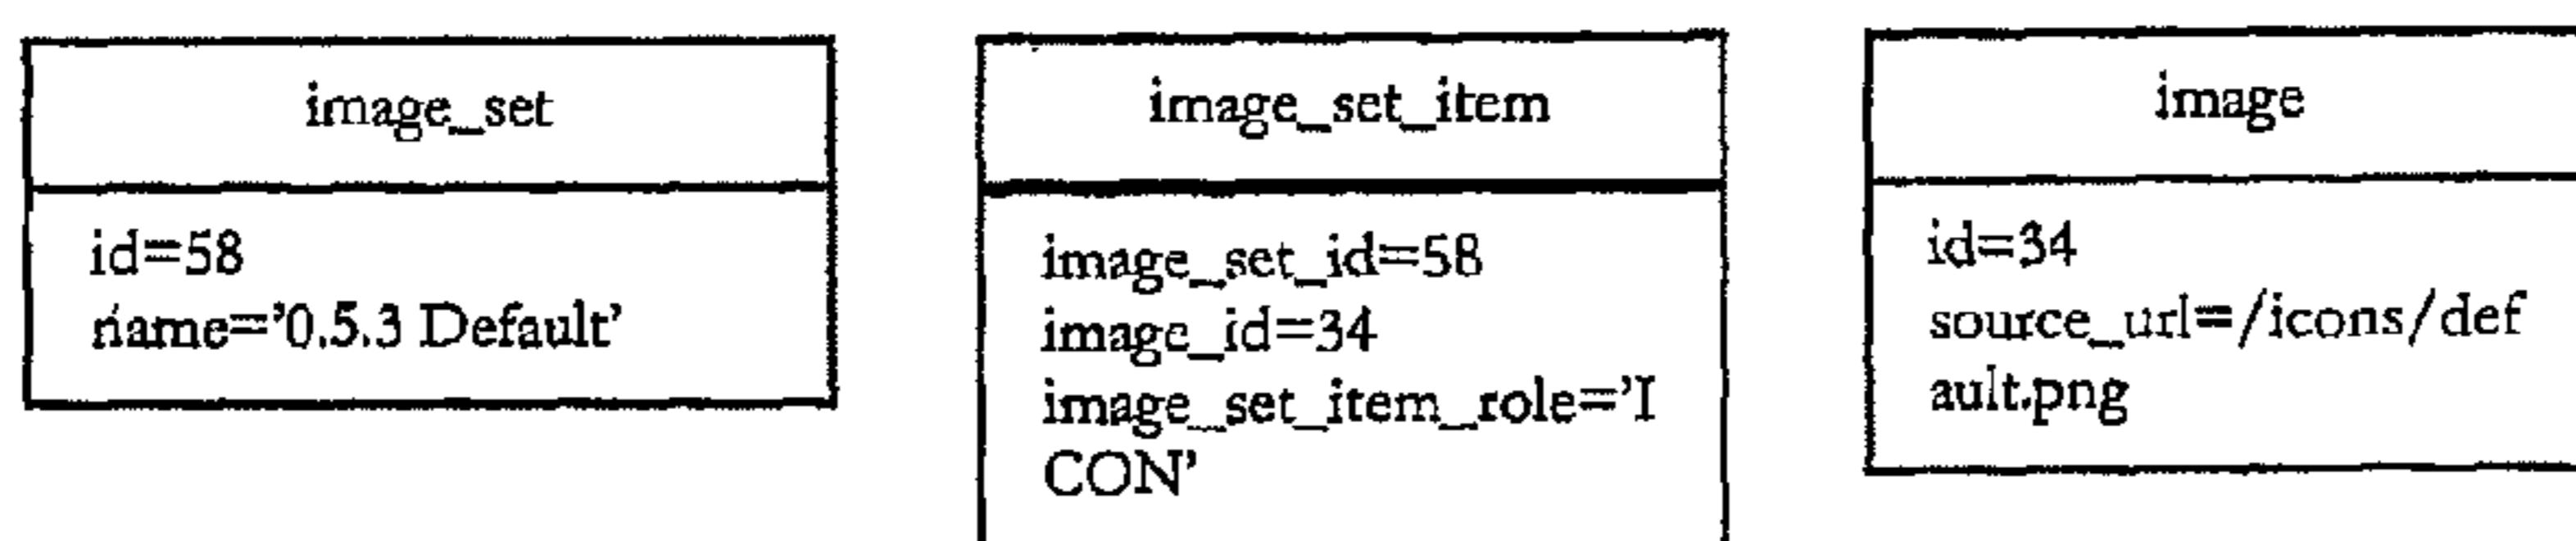 image_set
id=58
name='0.5.3 Default'
image_set_item
image_set_id=58
image_id=34
image_set_item_role='I
CON'
image
id=34
source_url=/icons/def
ault.png